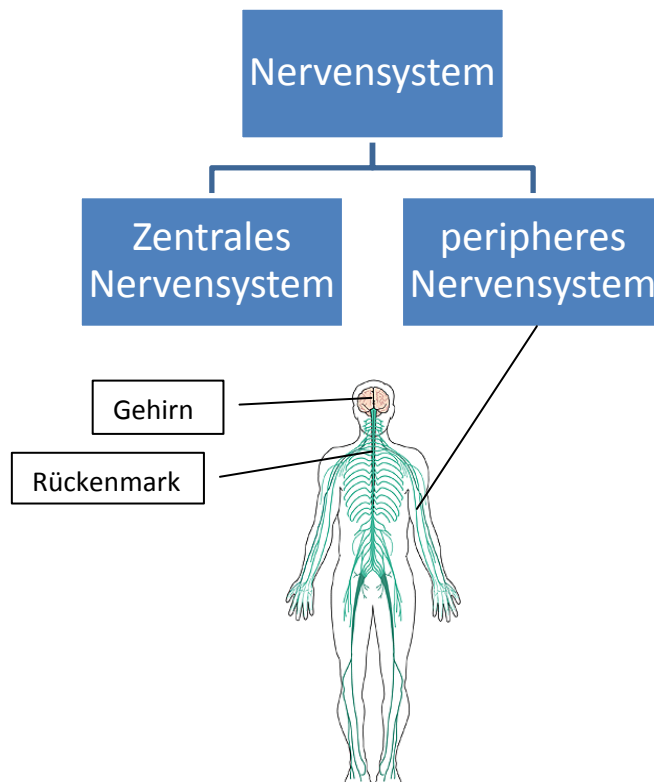 Nervensystem
Zentrales
Nervensystem
peripheres
Nervensystem
Gehirn
Rückenmark